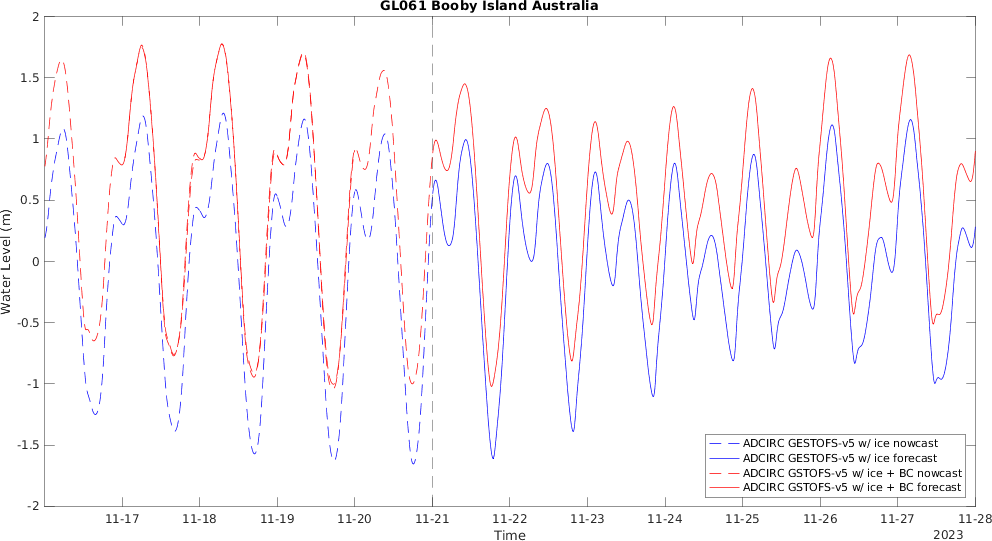 GL061 Booby Island Australia
2
1.5
1
0.5
0
-0.5
-1
-1.5
-2
Water Level (m)
ADCIRC GESTOFS-v5 w/ ice nowcast
ADCIRC GESTOFS-v5 w/ ice forecast
ADCIRC GSTOFS-v5 w/ ice + BC nowcast
ADCIRC GSTOFS-v5 w/ ice + BC forecast
11-17 11-18 11-19 11-20 11-21 11-22 11-23 11-24 11-25 11-26 11-27 11-28
Time
2023